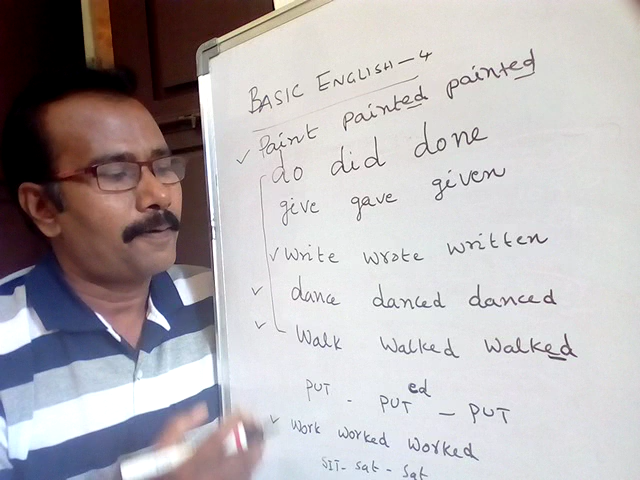 BASIC ENGLISH-4
✓ Paint painted painted
do did done
give gave given
✓ write wrote written
✓ dance danced danced
✓ Walk Walked Walked
PUT - PUT ed - PUT
✓ Work Worked Worked
SIT- Sat - Sat